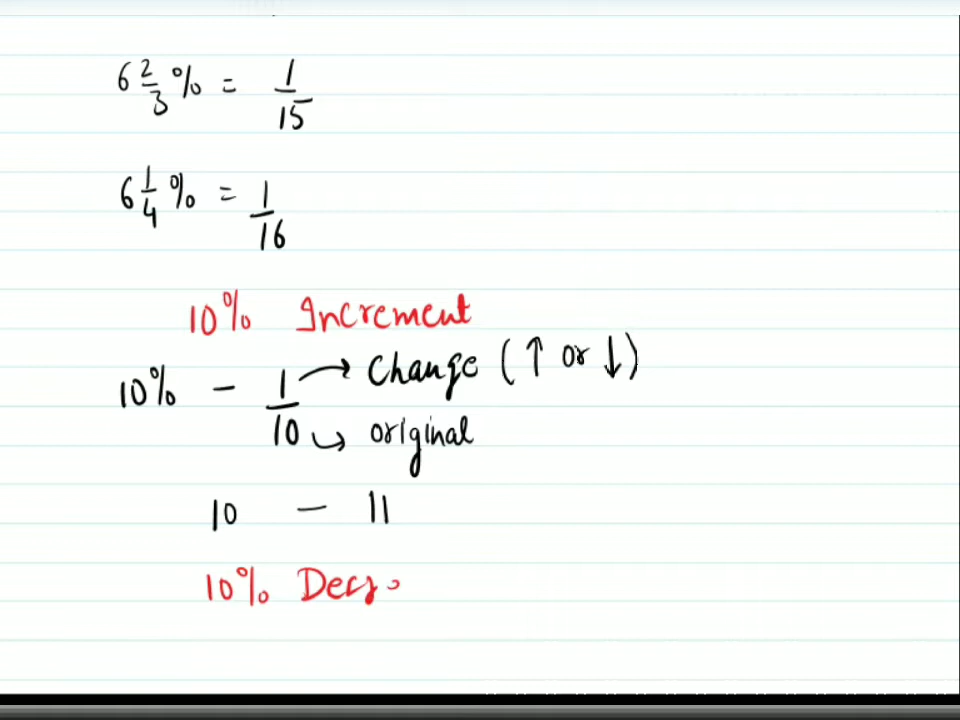 6 2/3 % = 1/15
6 1/4 % = 1/16
10% Increment
10% - 1/10 → Change (↑ or ↓)
↳ original
10 - 11
10% Decr